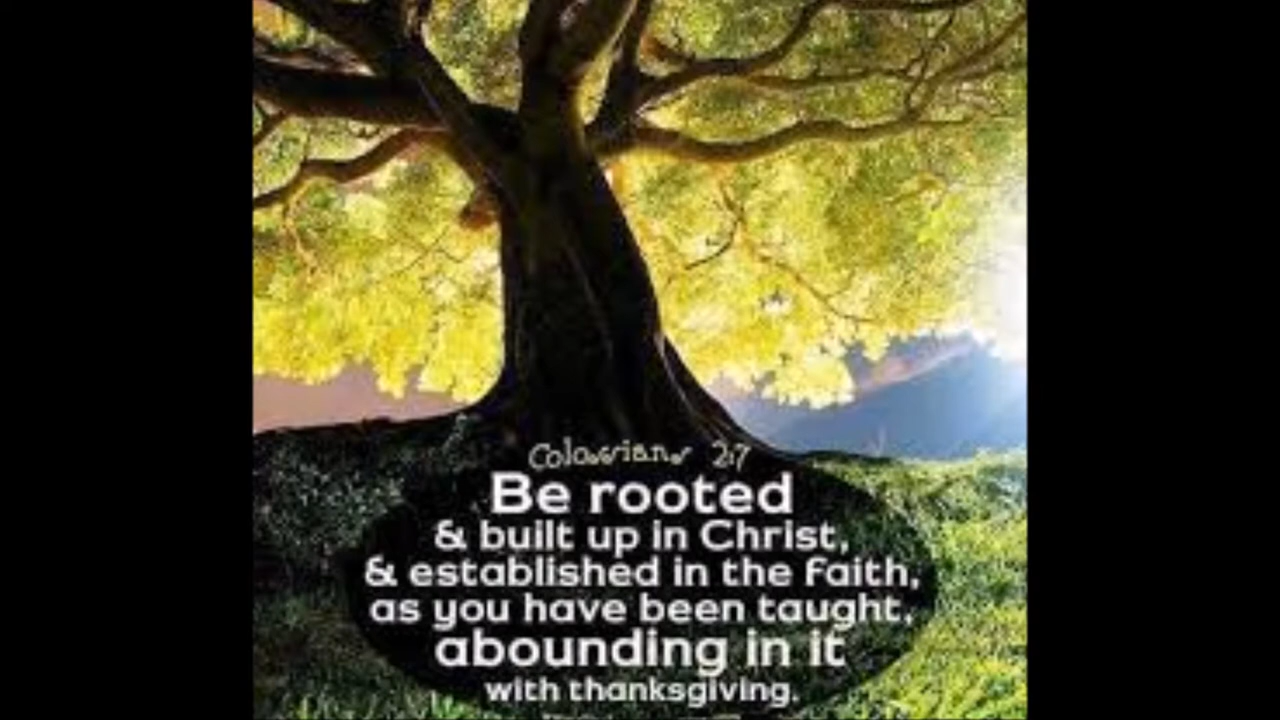 Colossians 2:7
Be rooted
& built up in Christ,
& established in the faith,
as you have been taught,
abounding in it
with thanksgiving.